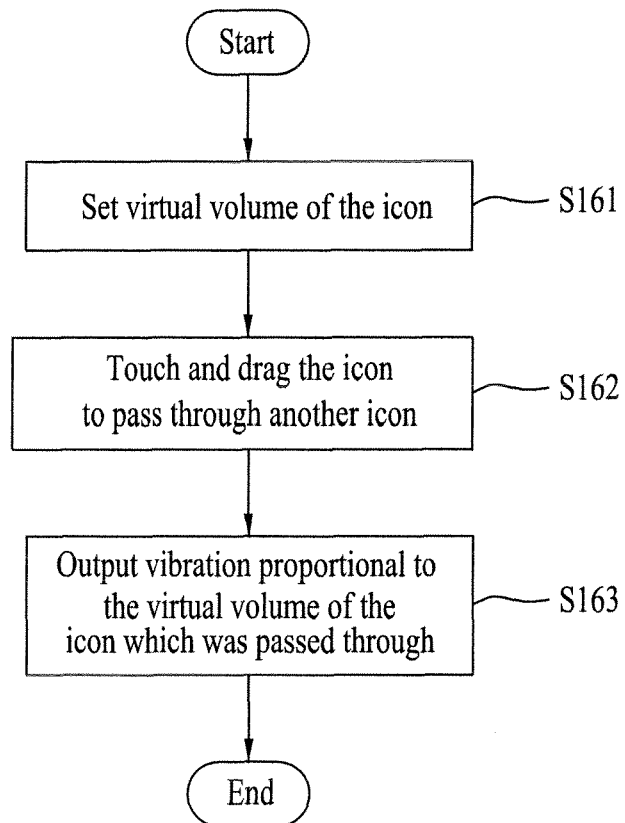 Start
Set virtual volume of the icon
S161
Touch and drag the icon
to pass through another icon
S162
Output vibration proportional to
the virtual volume of the
icon which was passed through
S163
End